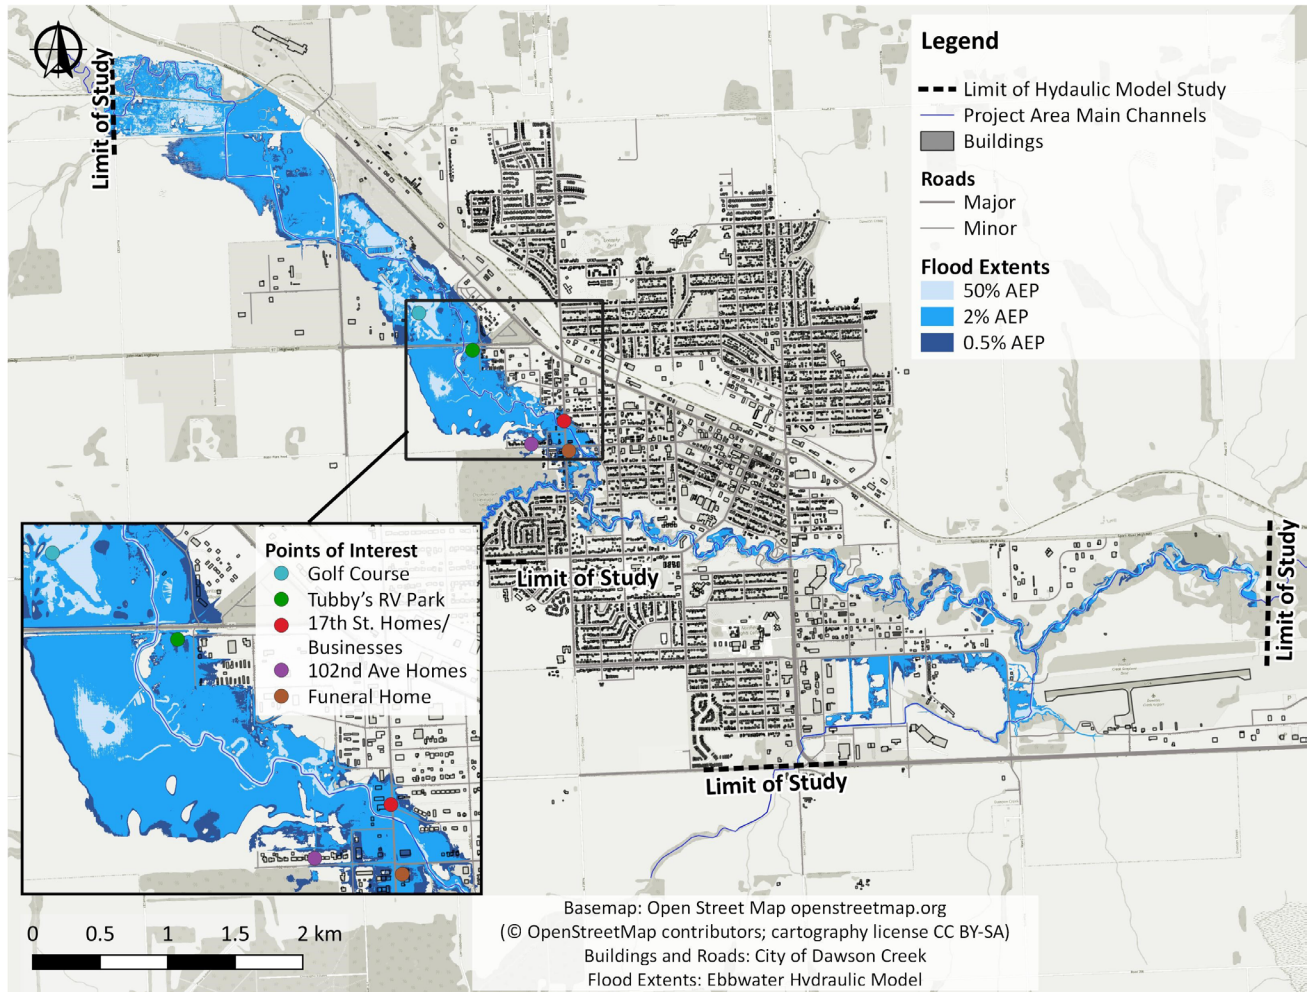 Limit of Study
Legend
Limit of Hydaulic Model Study
Project Area Main Channels
Buildings
Roads
Major
Minor
Flood Extents
50% AEP
2% AEP
0.5% AEP
Points of Interest
Golf Course
Tubby's RV Park
17th St. Homes/
Businesses
102nd Ave Homes
Funeral Home
Limit of Study
Limit of Study
Limit of Study
0 0.5 1 1.5 2 km
Basemap: Open Street Map openstreetmap.org
(© OpenStreetMap contributors; cartography license CC BY-SA)
Buildings and Roads: City of Dawson Creek
Flood Extents: Ebbwater Hydraulic Model